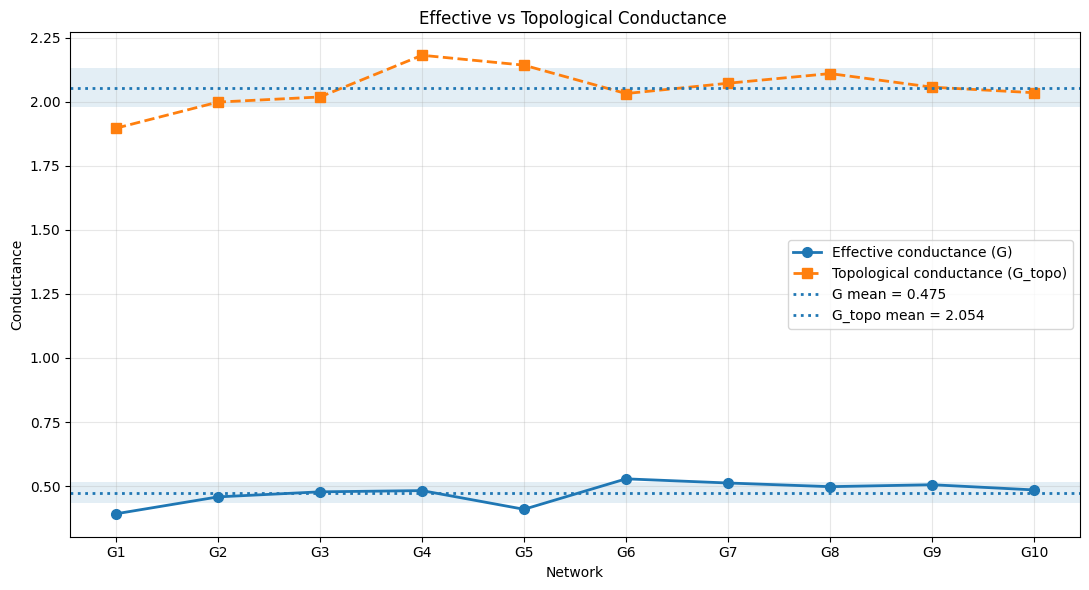 Effective vs Topological Conductance
Conductance
2.25
2.00
1.75
1.50
1.25
1.00
0.75
0.50
Effective conductance (G)
Topological conductance (G_topo)
G mean = 0.475
G_topo mean = 2.054
G1 G2 G3 G4 G5 G6 G7 G8 G9 G10
Network